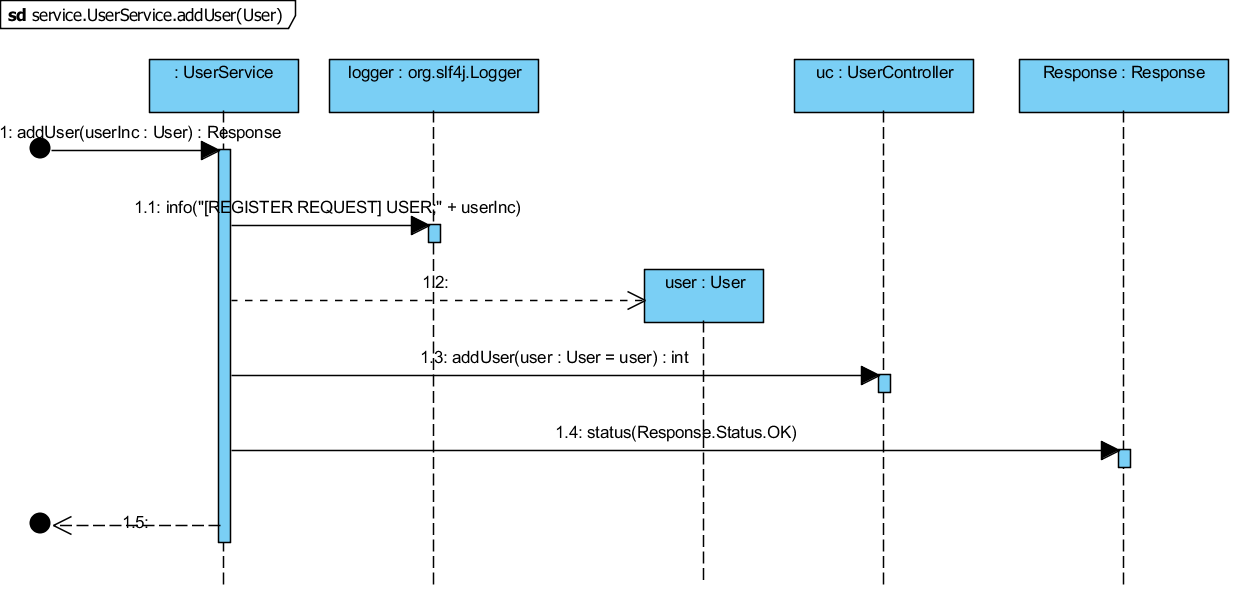 sd service.UserService.addUser(User)
: UserService
logger : org.slf4j.Logger
uc : UserController
Response : Response
1: addUser(userInc : User) : Response
1.1: info("[REGISTER REQUEST] USER:" + userInc)
1.2:
user : User
1.3: addUser(user : User = user) : int
1.4: status(Response.Status.OK)
1.5: